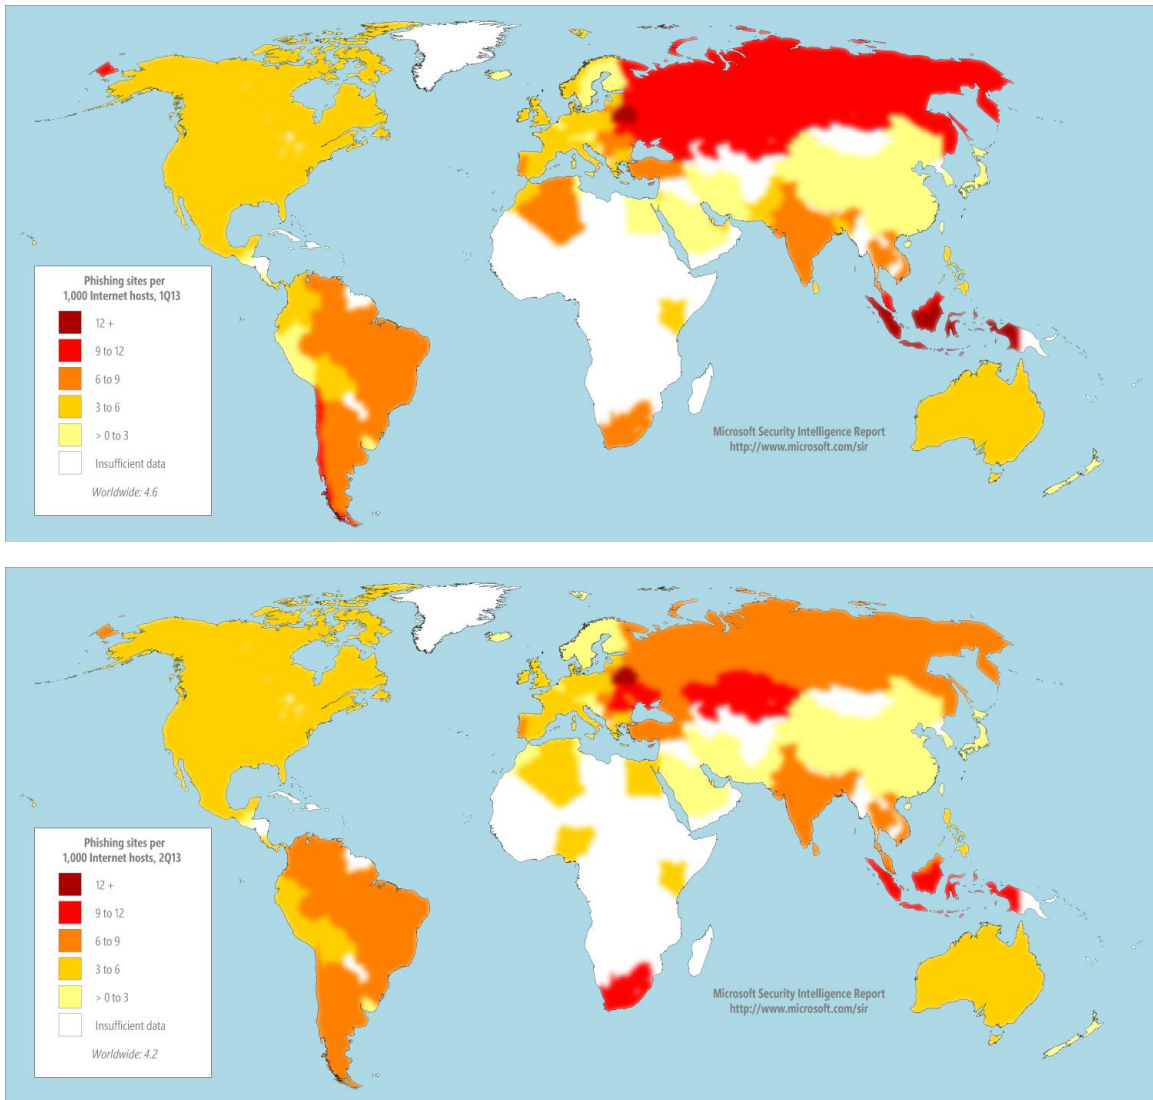 Phishing sites per
1,000 Internet hosts, 1Q13
12 +
9 to 12
6 to 9
3 to 6
> 0 to 3
Insufficient data
Worldwide: 4.6
Microsoft Security Intelligence Report
http://www.microsoft.com/sir
Phishing sites per
1,000 Internet hosts, 2Q13
12 +
9 to 12
6 to 9
3 to 6
> 0 to 3
Insufficient data
Worldwide: 4.2
Microsoft Security Intelligence Report
http://www.microsoft.com/sir